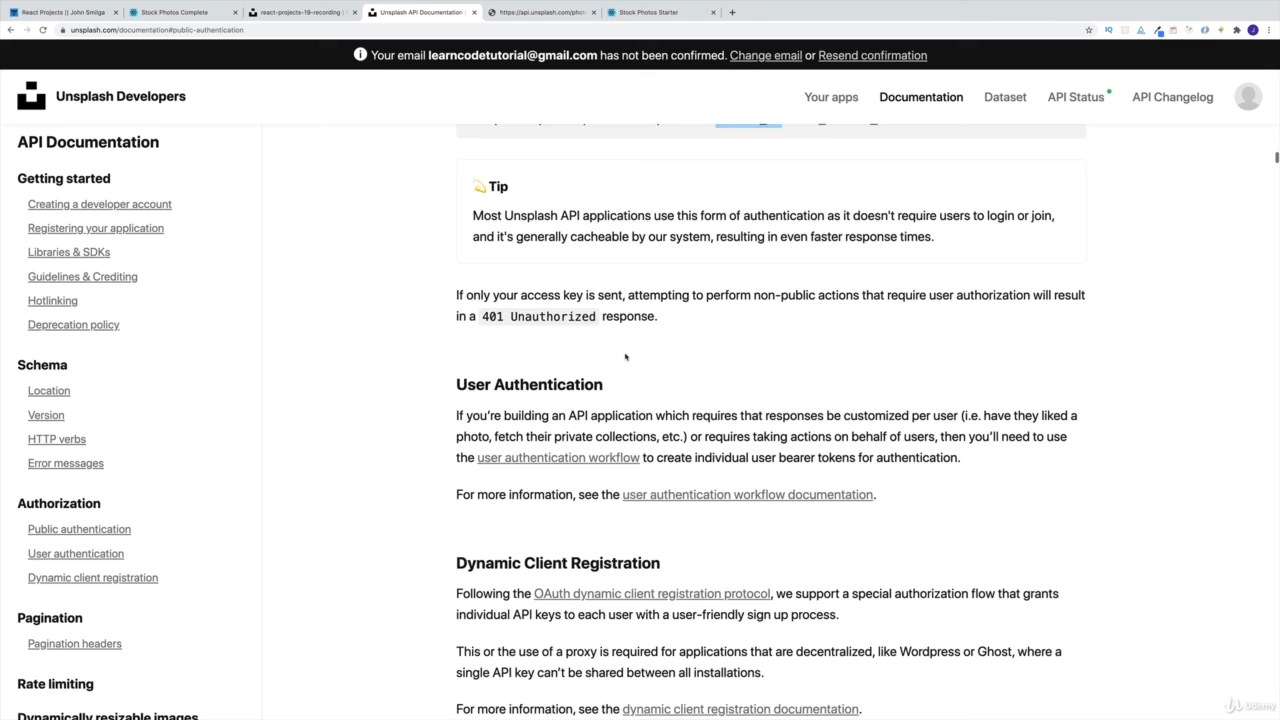 React Projects || John Smilga
Stock Photos Complete
react-projects-19-recording |
Unsplash API Documentation |
https://api.unsplash.com/phot
Stock Photos Starter
unsplash.com/documentation#public-authentication
Your email learncodetutorial@gmail.com has not been confirmed. Change email or Resend confirmation
Unsplash Developers
Your apps
Documentation
Dataset
API Status
API Changelog
API Documentation
Getting started
Creating a developer account
Registering your application
Libraries & SDKs
Guidelines & Crediting
Hotlinking
Deprecation policy
Schema
Location
Version
HTTP verbs
Error messages
Authorization
Public authentication
User authentication
Dynamic client registration
Pagination
Pagination headers
Rate limiting
Dynamically resizable images
Tip
Most Unsplash API applications use this form of authentication as it doesn't require users to login or join,
and it's generally cacheable by our system, resulting in even faster response times.
If only your access key is sent, attempting to perform non-public actions that require user authorization will result
in a 401 Unauthorized response.
User Authentication
If you're building an API application which requires that responses be customized per user (i.e. have they liked a
photo, fetch their private collections, etc.) or requires taking actions on behalf of users, then you'll need to use
the user authentication workflow to create individual user bearer tokens for authentication.
For more information, see the user authentication workflow documentation.
Dynamic Client Registration
Following the OAuth dynamic client registration protocol, we support a special authorization flow that grants
individual API keys to each user with a user-friendly sign up process.
This or the use of a proxy is required for applications that are decentralized, like Wordpress or Ghost, where a
single API key can't be shared between all installations.
For more information, see the dynamic client registration documentation.
Udemy